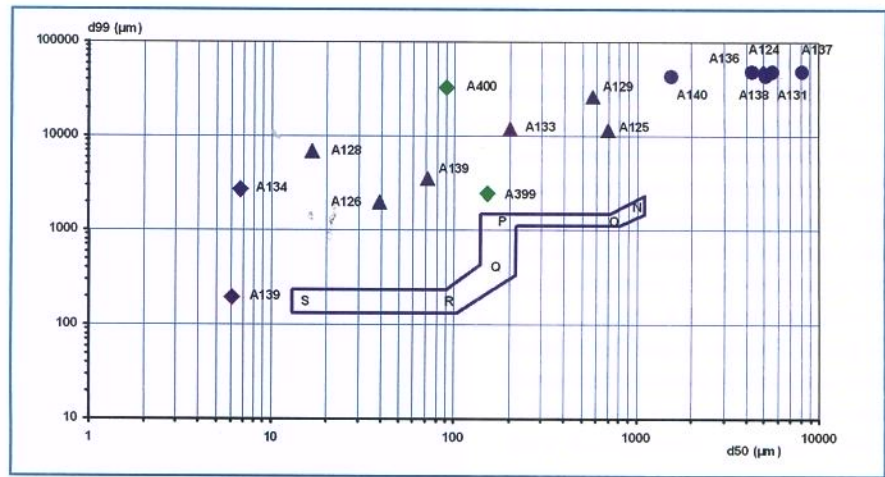 d99 (µm)
100000
10000
1000
100
10
1
10
100
1000
10000
d50 (µm)
A136
A124
A137
A140
A138
A131
A400
A129
A133
A125
A128
A139
A134
A126
A399
A139
N
P
O
Q
S
R